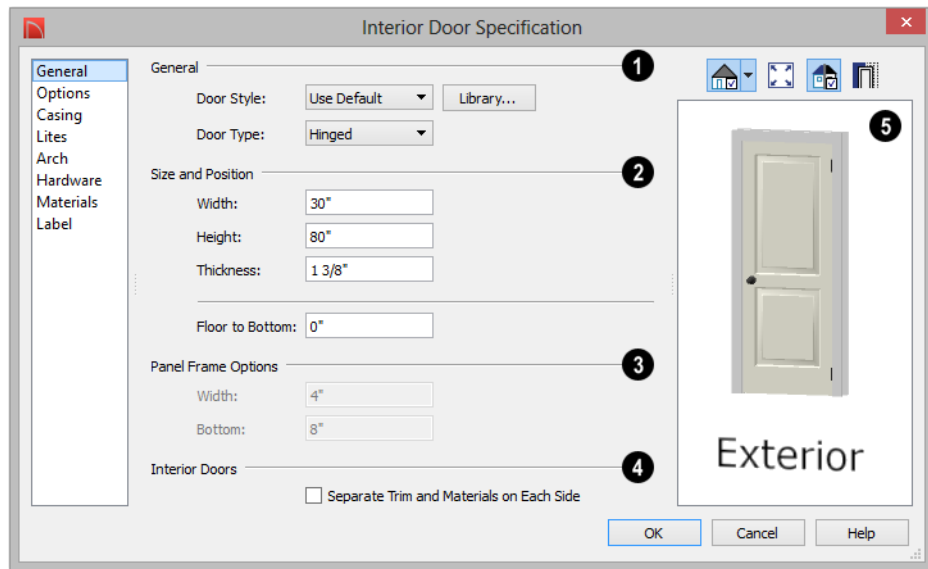 Interior Door Specification
General
Options
Casing
Lites
Arch
Hardware
Materials
Label
General 1
Door Style: Use Default Library...
Door Type: Hinged
Size and Position 2
Width: 30"
Height: 80"
Thickness: 1 3/8"
Floor to Bottom: 0"
Panel Frame Options 3
Width: 4"
Bottom: 8"
Interior Doors 4
Separate Trim and Materials on Each Side
5
Exterior
OK Cancel Help